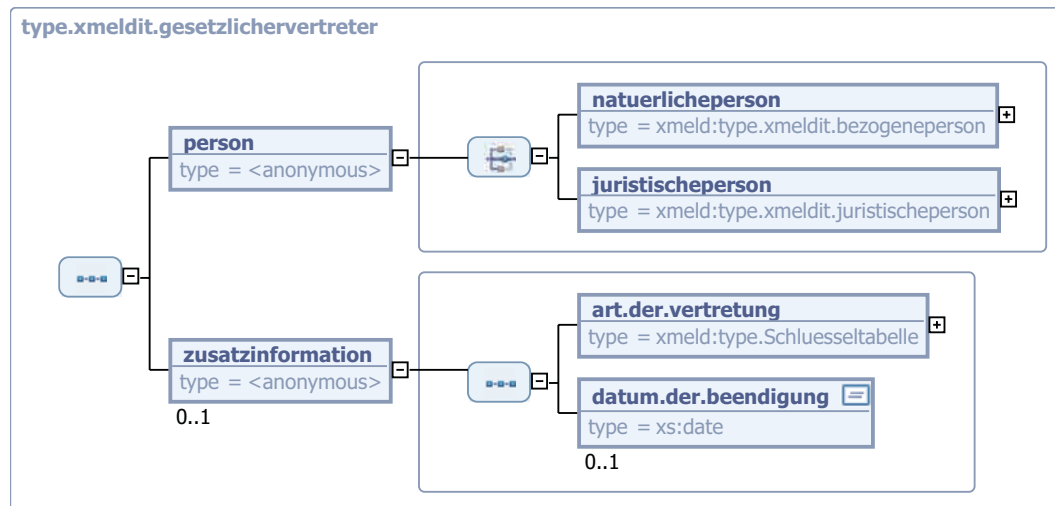 type.xmeldit.gesetzlichervertreter
natuerlicheperson
type = xmeld:type.xmeldit.bezogeneperson
person
type = <anonymous>
juristischeperson
type = xmeld:type.xmeldit.juristischeperson
art.der.vertretung
type = xmeld:type.Schluesseltabelle
zusatzinformation
type = <anonymous>
0..1
datum.der.beendigung
type = xs:date
0..1